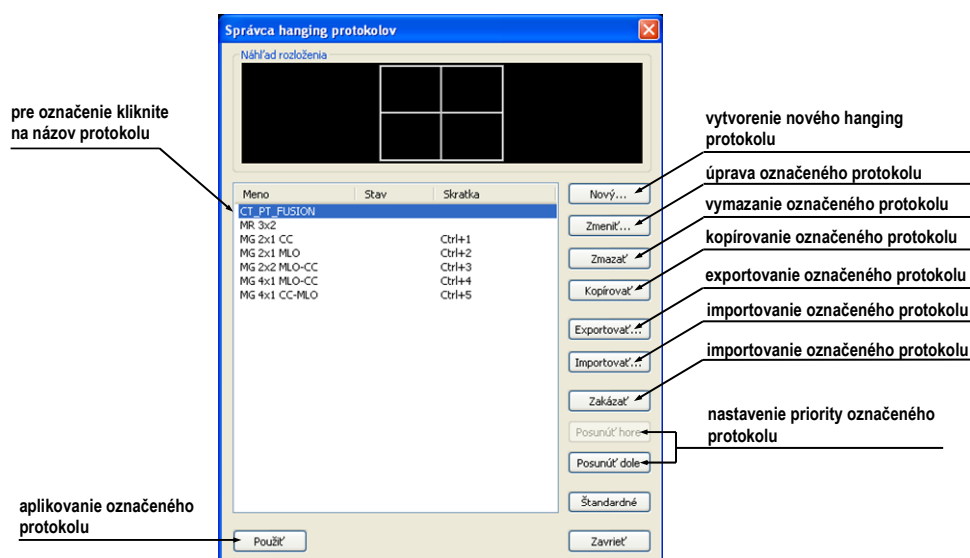 Správca hanging protokolov
Náhľad rozloženia
pre označenie kliknite
na názov protokolu
Meno Stav Skratka
CT_PT_FUSION
MR 3x2
MG 2x1 CC Ctrl+1
MG 2x1 MLO Ctrl+2
MG 2x2 MLO-CC Ctrl+3
MG 4x1 MLO-CC Ctrl+4
MG 4x1 CC-MLO Ctrl+5
Nový...
Zmeniť...
Zmazať
Kopírovať
Exportovať...
Importovať...
Zakázať
Posunúť hore
Posunúť dole
Štandardné
Použiť
Zavrieť
vytvorenie nového hanging
protokolu
úprava označeného protokolu
vymazanie označeného protokolu
kopírovanie označeného protokolu
exportovanie označeného protokolu
importovanie označeného protokolu
importovanie označeného protokolu
nastavenie priority označeného
protokolu
aplikovanie označeného
protokolu